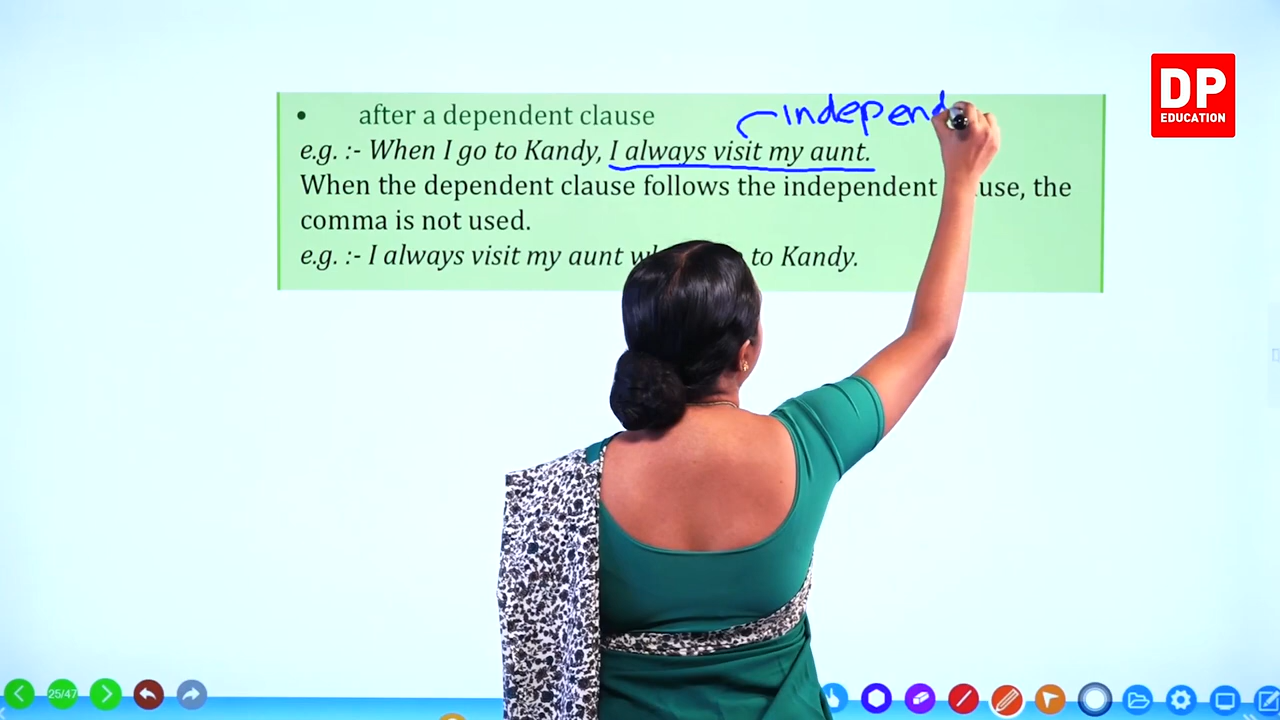 DP
EDUCATION
• after a dependent clause
independ
e.g. :- When I go to Kandy, I always visit my aunt.
When the dependent clause follows the independent the
comma is not used.
e.g. :- I always visit my aunt to Kandy.
25/47